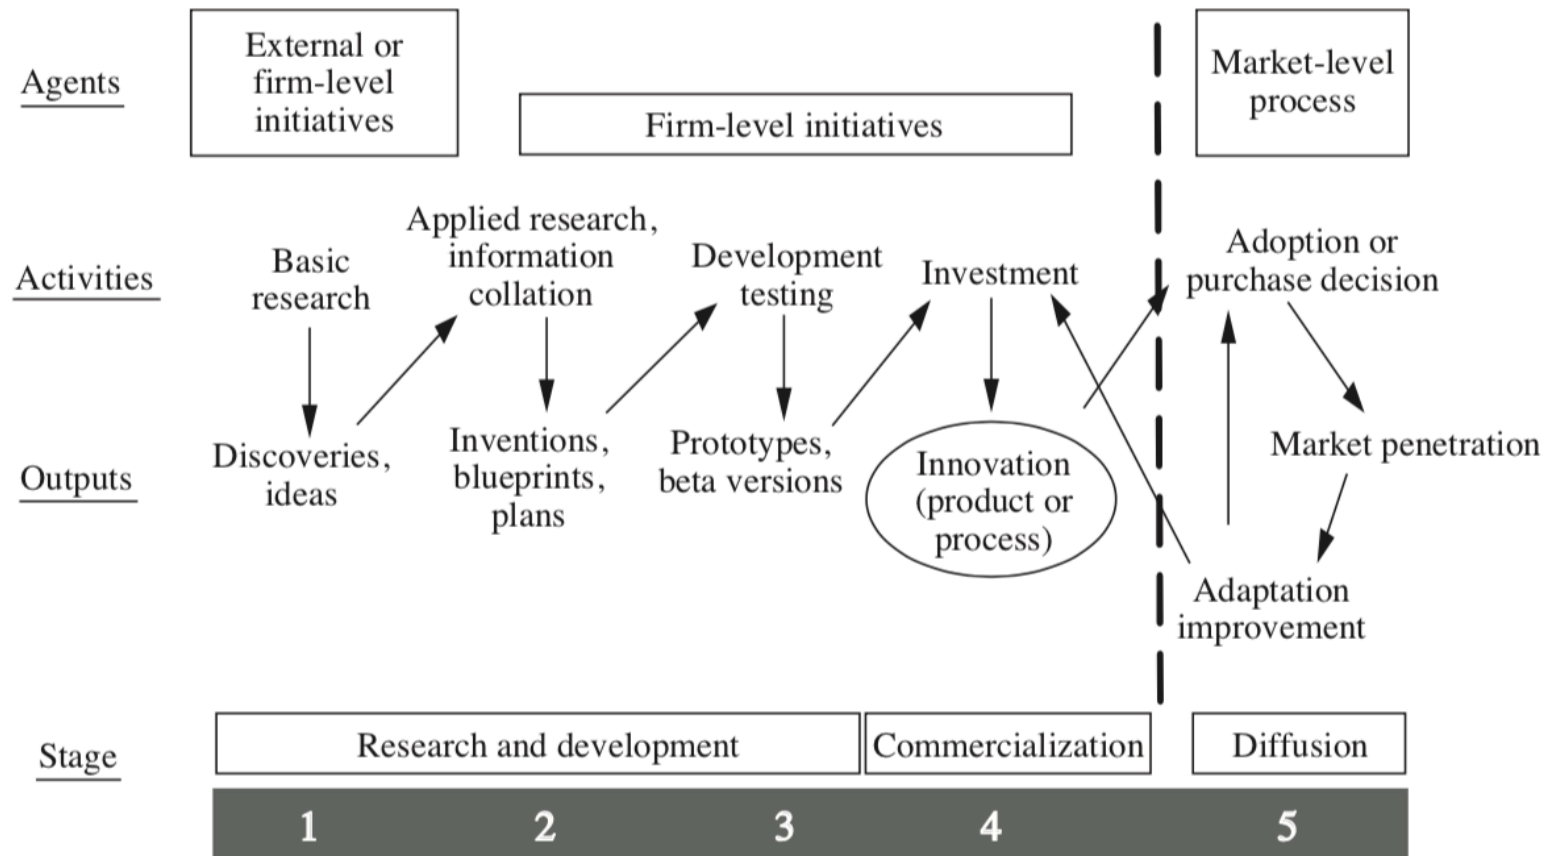 Agents
External or
firm-level
initiatives
Firm-level initiatives
Market-level
process
Activities
Basic
research
Applied research,
information
collation
Development
testing
Investment
Adoption or
purchase decision
Outputs
Discoveries,
ideas
Inventions,
blueprints,
plans
Prototypes,
beta versions
Innovation
(product or
process)
Market penetration
Adaptation
improvement
Stage
Research and development
Commercialization
Diffusion
1 2 3 4 5